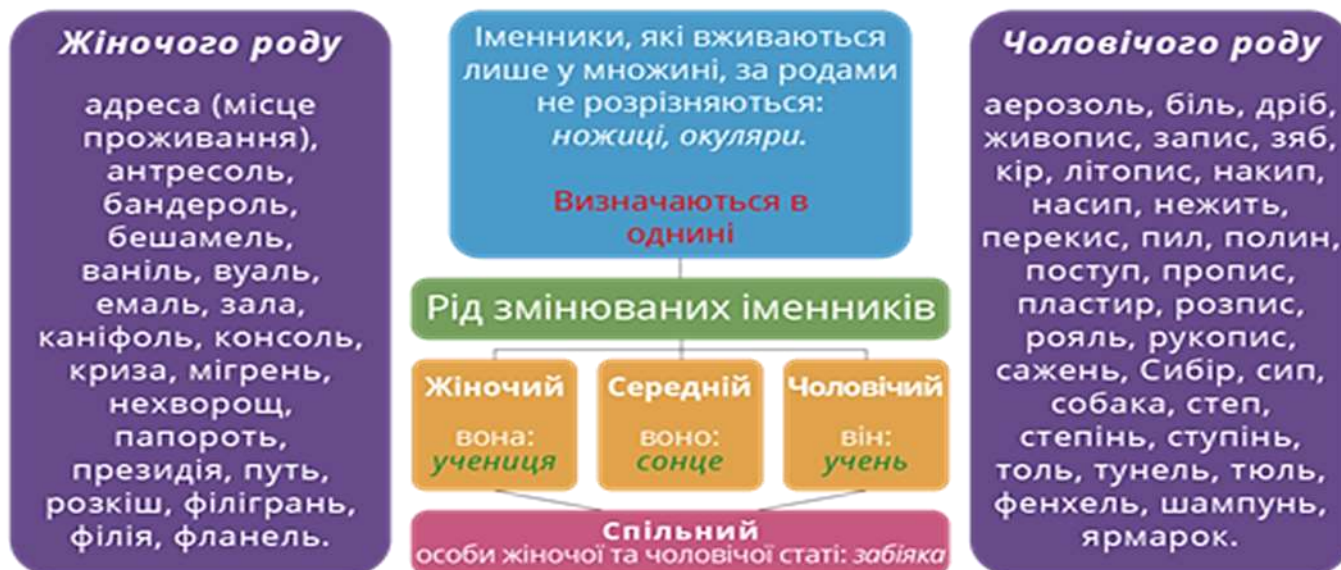 Жіночого роду
адреса (місце
проживання),
антресоль,
бандероль,
бешамель,
ваніль, вуаль,
емаль, зала,
каніфоль, консоль,
криза, мігрень,
нехворощ,
папороть,
президія, путь,
розкіш, філігрань,
філія, фланель.
Іменники, які вживаються
лише у множині, за родами
не розрізняються:
ножиці, окуляри.
Визначаються в
однині
Рід змінюваних іменників
Жіночий
вона:
учениця
Середній
воно:
сонце
Чоловічий
він:
учень
Спільний
особи жіночої та чоловічої статі: забіяка
Чоловічого роду
аерозоль, біль, дріб,
живопис, запис, зяб,
кір, літопис, накип,
насип, нежить,
перекис, пил, полин,
поступ, пропис,
пластир, розпис,
рояль, рукопис,
сажень, Сибір, сип,
собака, степ,
степінь, ступінь,
толь, тунель, тюль,
фенхель, шампунь,
ярмарок.